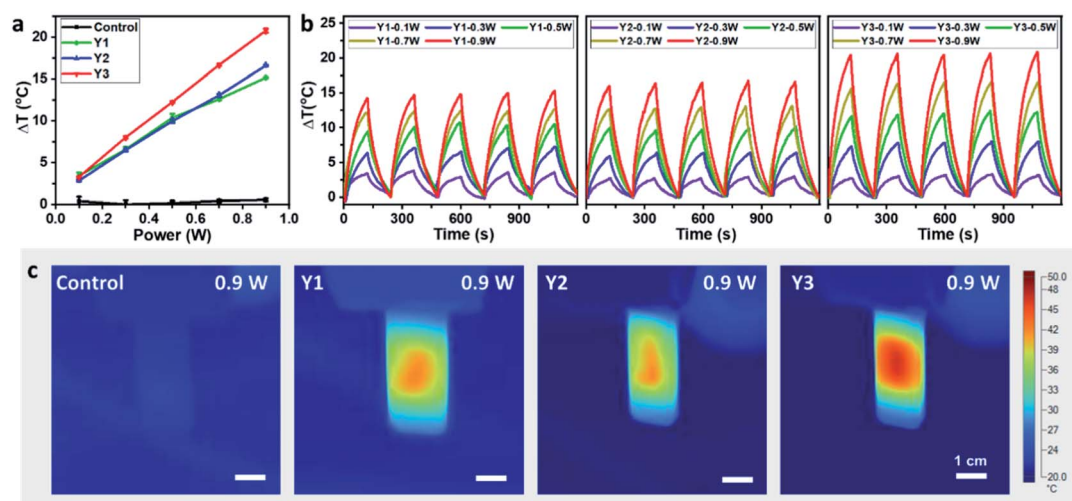 a
Control
Y1
Y2
Y3
ΔT (°C)
20
15
10
5
0
0.0 0.2 0.4 0.6 0.8 1.0
Power (W)
b
ΔT(°C)
25
20
15
10
5
0
Y1-0.1W Y1-0.3W Y1-0.5W
Y1-0.7W Y1-0.9W
0 300 600 900
Time (s)
Y2-0.1W Y2-0.3W Y2-0.5W
Y2-0.7W Y2-0.9W
0 300 600 900
Time (s)
Y3-0.1W Y3-0.3W Y3-0.5W
Y3-0.7W Y3-0.9W
0 300 600 900
Time (s)
c
Control 0.9 W
Y1 0.9 W
Y2 0.9 W
Y3 0.9 W
1 cm
50.0
°C
48
45
42
39
36
33
30
27
24
20.0
°C